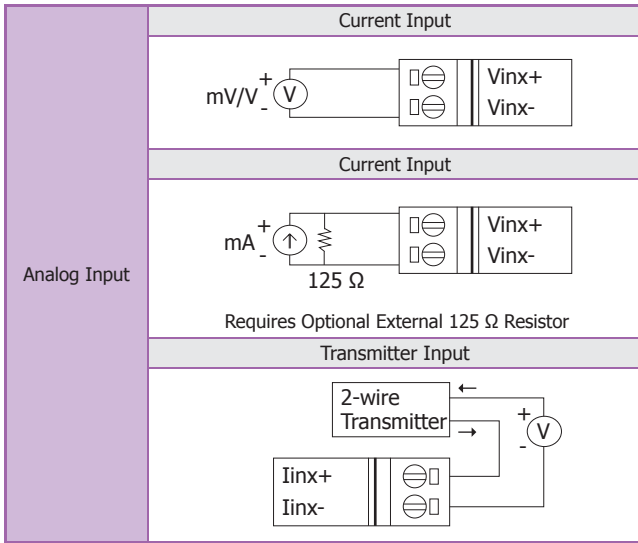 Analog Input
Current Input
mV/V
+
-
V
Vinx+
Vinx-
Current Input
mA
+
-
125 Ω
Vinx+
Vinx-
Requires Optional External 125 Ω Resistor
Transmitter Input
2-wire
Transmitter
+
-
V
Iinx+
Iinx-